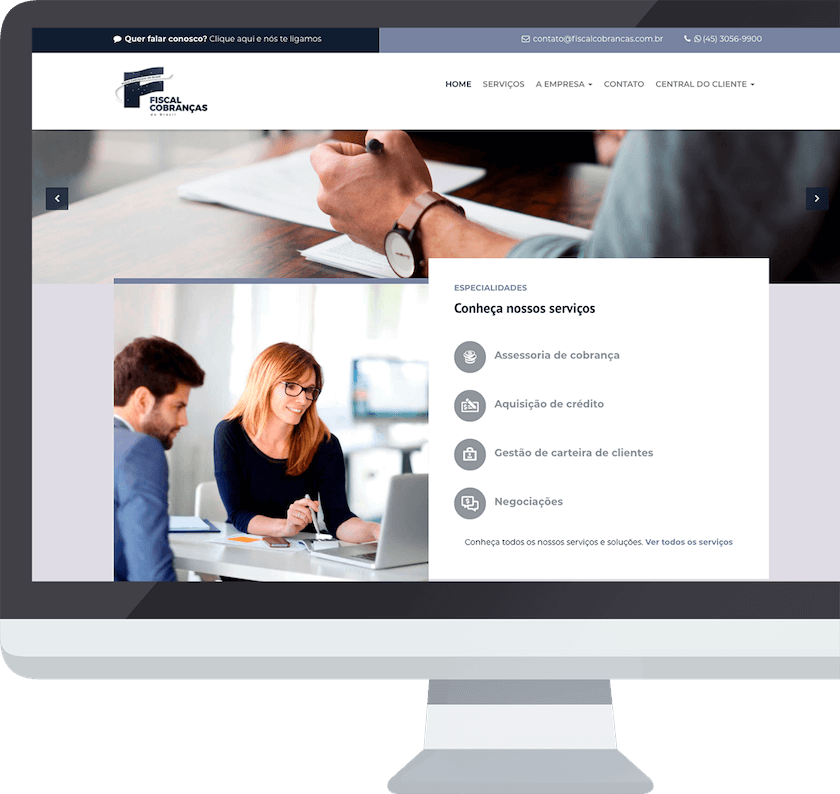 Quer falar conosco? Clique aqui e nós te ligamos
contato@fiscalcobrancas.com.br
(45) 3056-9900
FISCAL
COBRANÇAS
do Brasil
HOME SERVIÇOS A EMPRESA CONTATO CENTRAL DO CLIENTE
ESPECIALIDADES
Conheça nossos serviços
Assessoria de cobrança
Aquisição de crédito
Gestão de carteira de clientes
Negociações
Conheça todos os nossos serviços e soluções. Ver todos os serviços